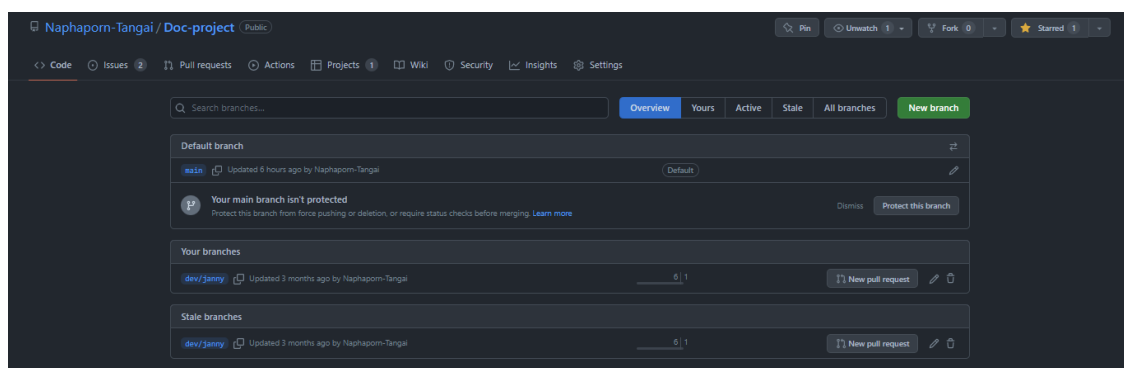 Naphaporn-Tangai / Doc-project Public Pin Unwatch 1 Fork 0 Starred 1
<> Code Issues 2 Pull requests Actions Projects 1 Wiki Security Insights Settings
Search branches... Overview Yours Active Stale All branches New branch
Default branch
main Updated 6 hours ago by Naphaporn-Tangai Default
Your main branch isn't protected
Protect this branch from force pushing or deletion, or require status checks before merging. Learn more Dismiss Protect this branch
Your branches
dev/janny Updated 3 months ago by Naphaporn-Tangai 6|1 New pull request
Stale branches
dev/janny Updated 3 months ago by Naphaporn-Tangai 6|1 New pull request